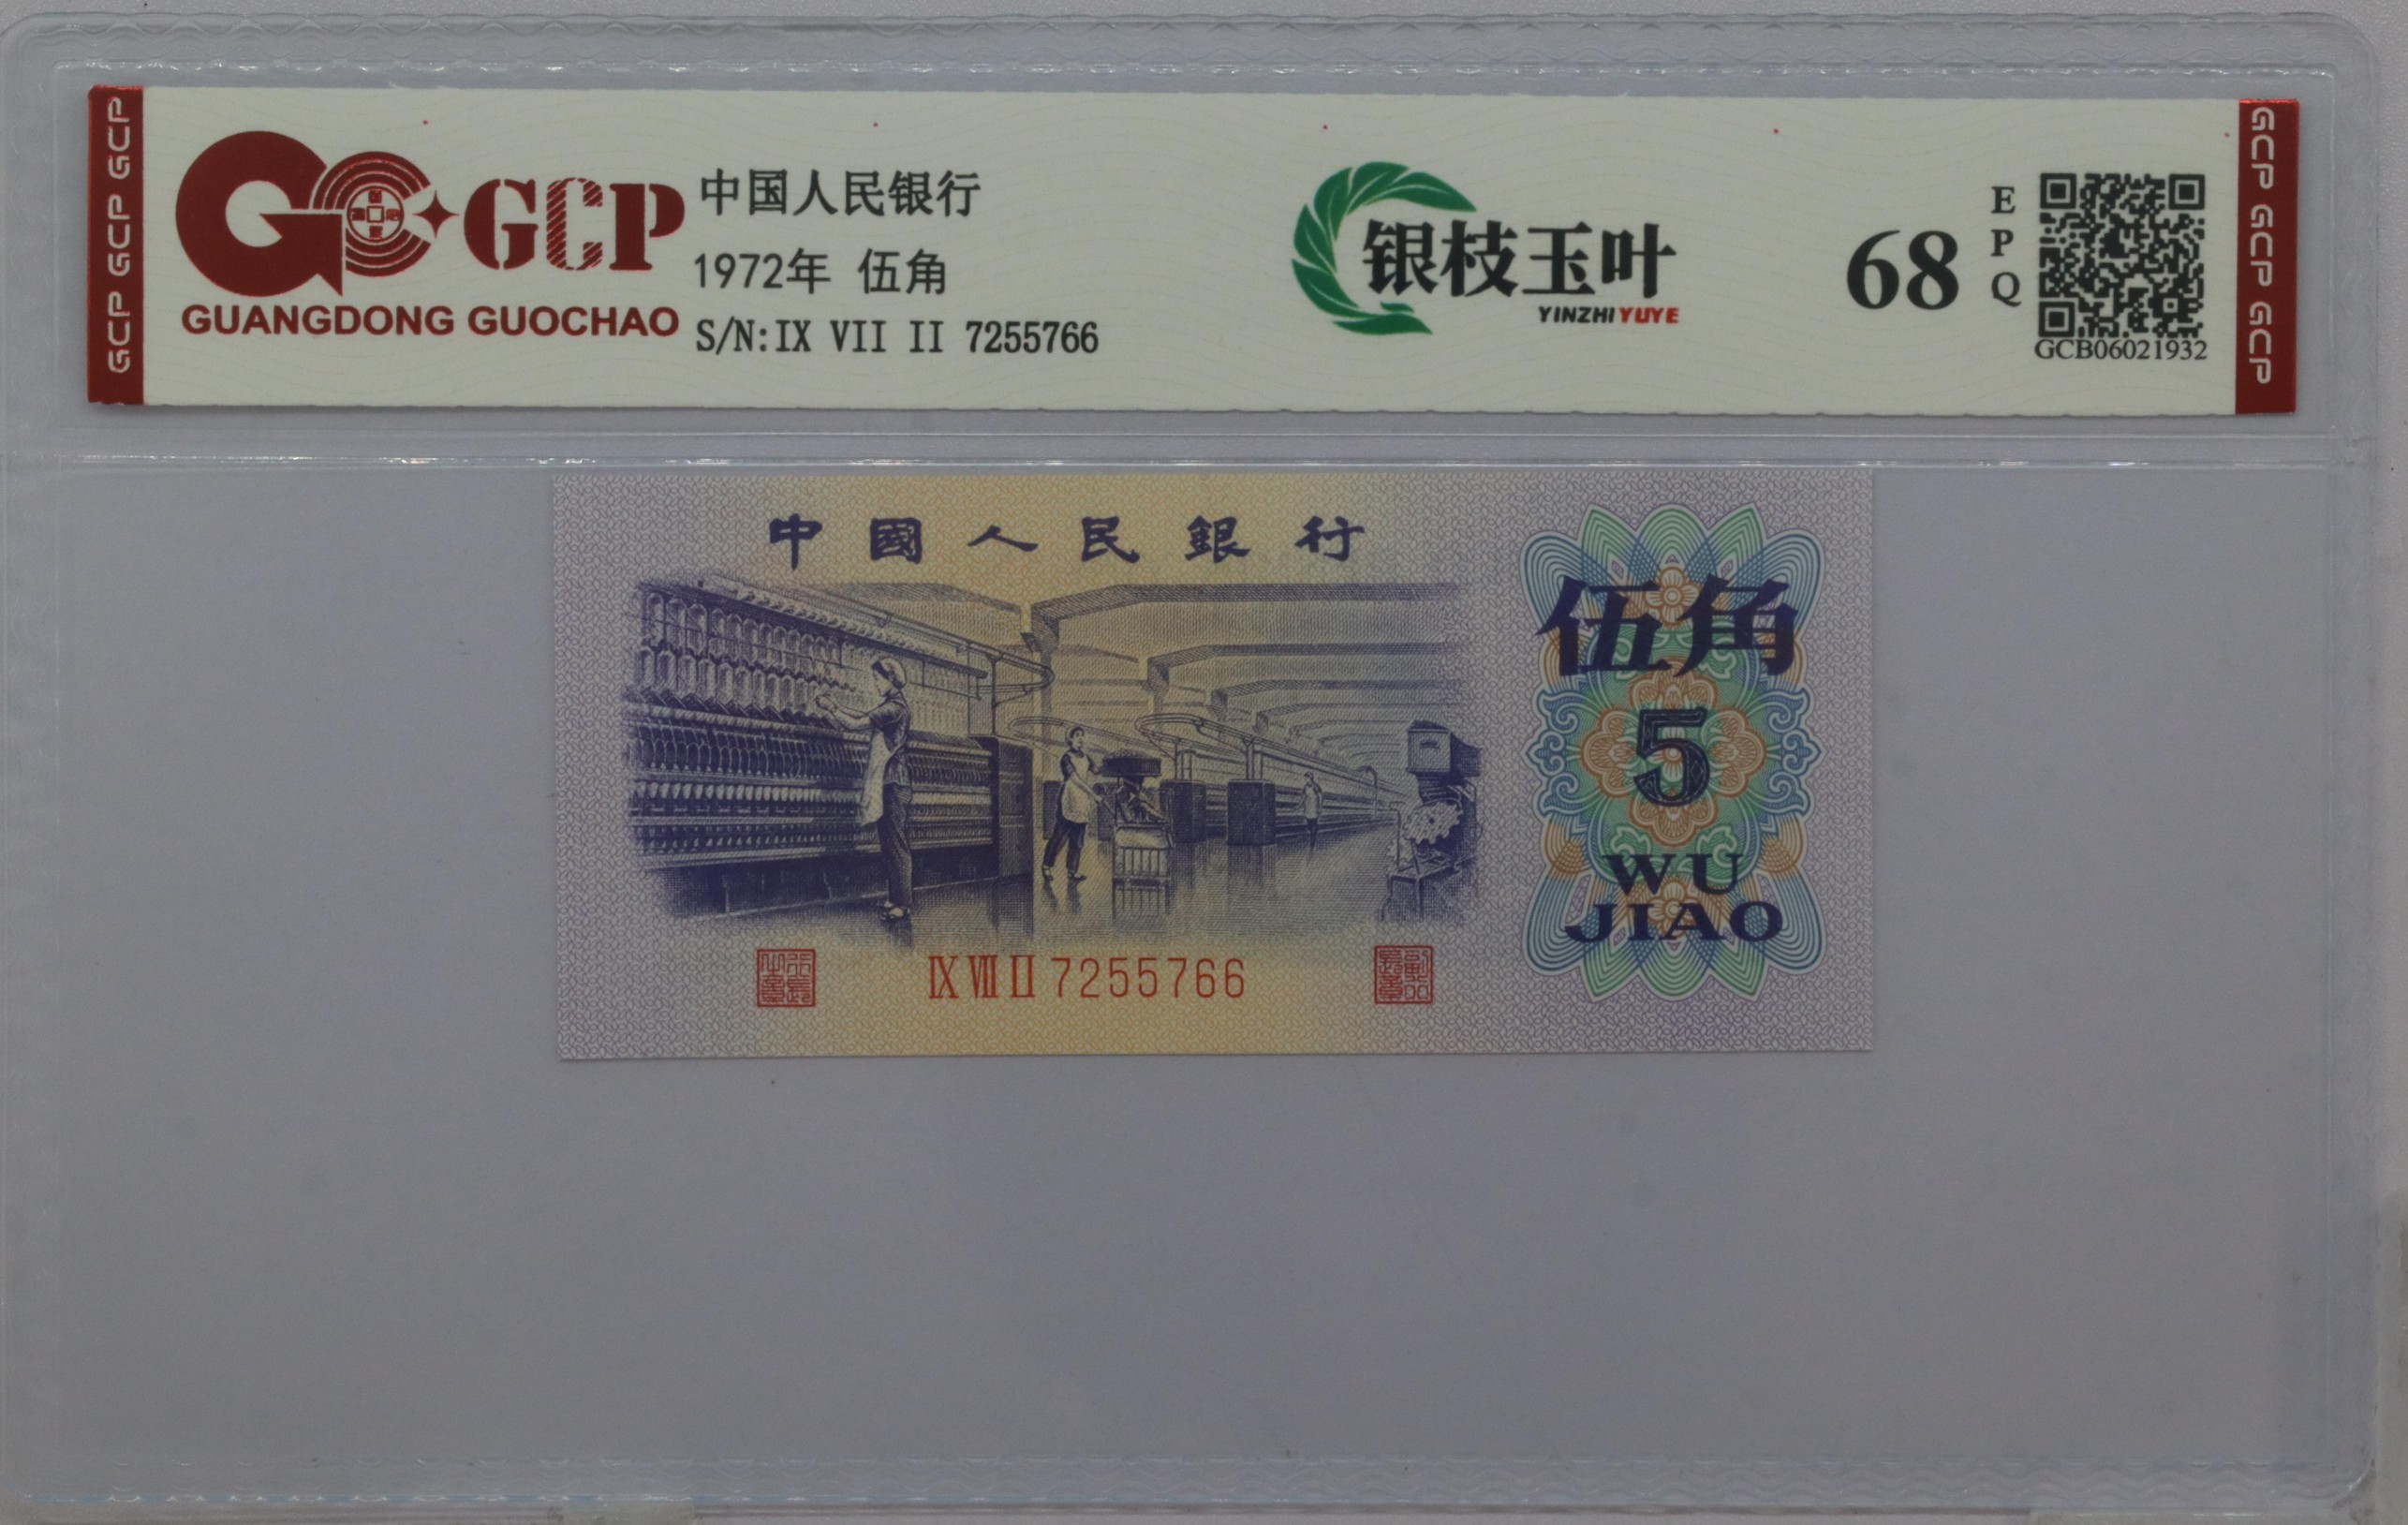 GCP GCP GCP
GCP
GUANGDONG GUOCHAO
中国人民银行
1972年 伍角
S/N:IX VII II 7255766
银枝玉叶
YINZHIYUYE
68
EPQ
GCB06021932
GCP GCP GCP
中國人民銀行
伍角
5
WU
JIAO
IX VII II 7255766